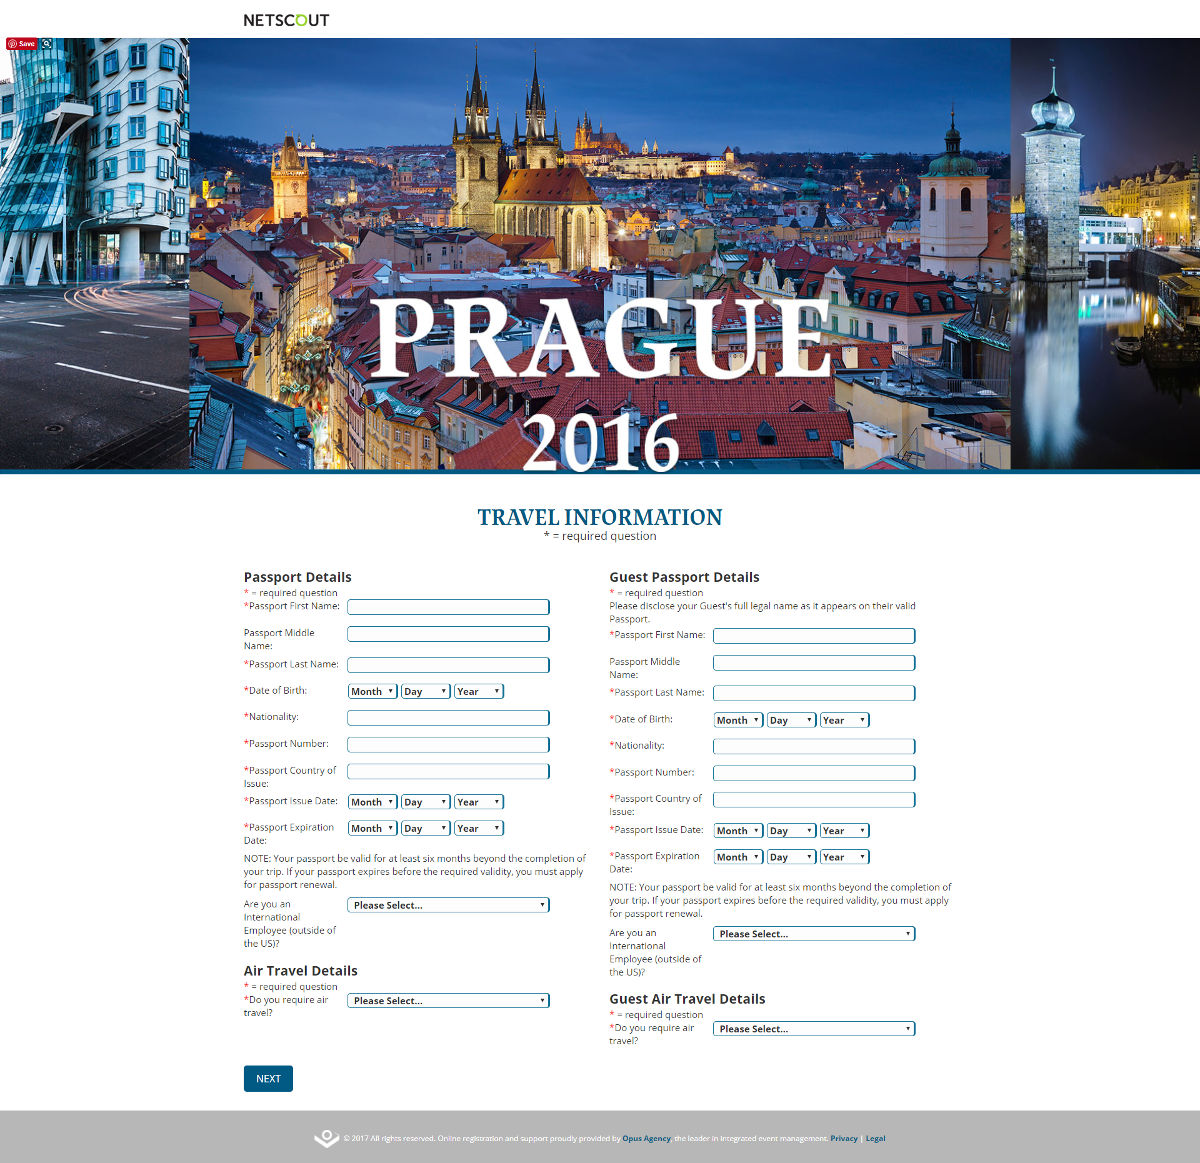 NETSCOUT
Save
PRAGUE
2016
TRAVEL INFORMATION
* = required question
Passport Details
* = required question
*Passport First Name:
Passport Middle
Name:
*Passport Last Name:
*Date of Birth:
Month
Day
Year
*Nationality:
*Passport Number:
*Passport Country of
Issue:
*Passport Issue Date:
Month
Day
Year
*Passport Expiration
Date:
Month
Day
Year
NOTE: Your passport be valid for at least six months beyond the completion of
your trip. If your passport expires before the required validity, you must apply
for passport renewal.
Are you an
International
Employee (outside of
the US)?
Please Select...
Air Travel Details
* = required question
*Do you require air
travel?
Please Select...
Guest Passport Details
* = required question
Please disclose your Guest's full legal name as it appears on their valid
Passport.
*Passport First Name:
Passport Middle
Name:
*Passport Last Name:
*Date of Birth:
Month
Day
Year
*Nationality:
*Passport Number:
*Passport Country of
Issue:
*Passport Issue Date:
Month
Day
Year
*Passport Expiration
Date:
Month
Day
Year
NOTE: Your passport be valid for at least six months beyond the completion of
your trip. If your passport expires before the required validity, you must apply
for passport renewal.
Are you an
International
Employee (outside of
the US)?
Please Select...
Guest Air Travel Details
* = required question
*Do you require air
travel?
Please Select...
NEXT
© 2017 All rights reserved. Online registration and support proudly provided by Opus Agency, the leader in integrated event management. Privacy | Legal